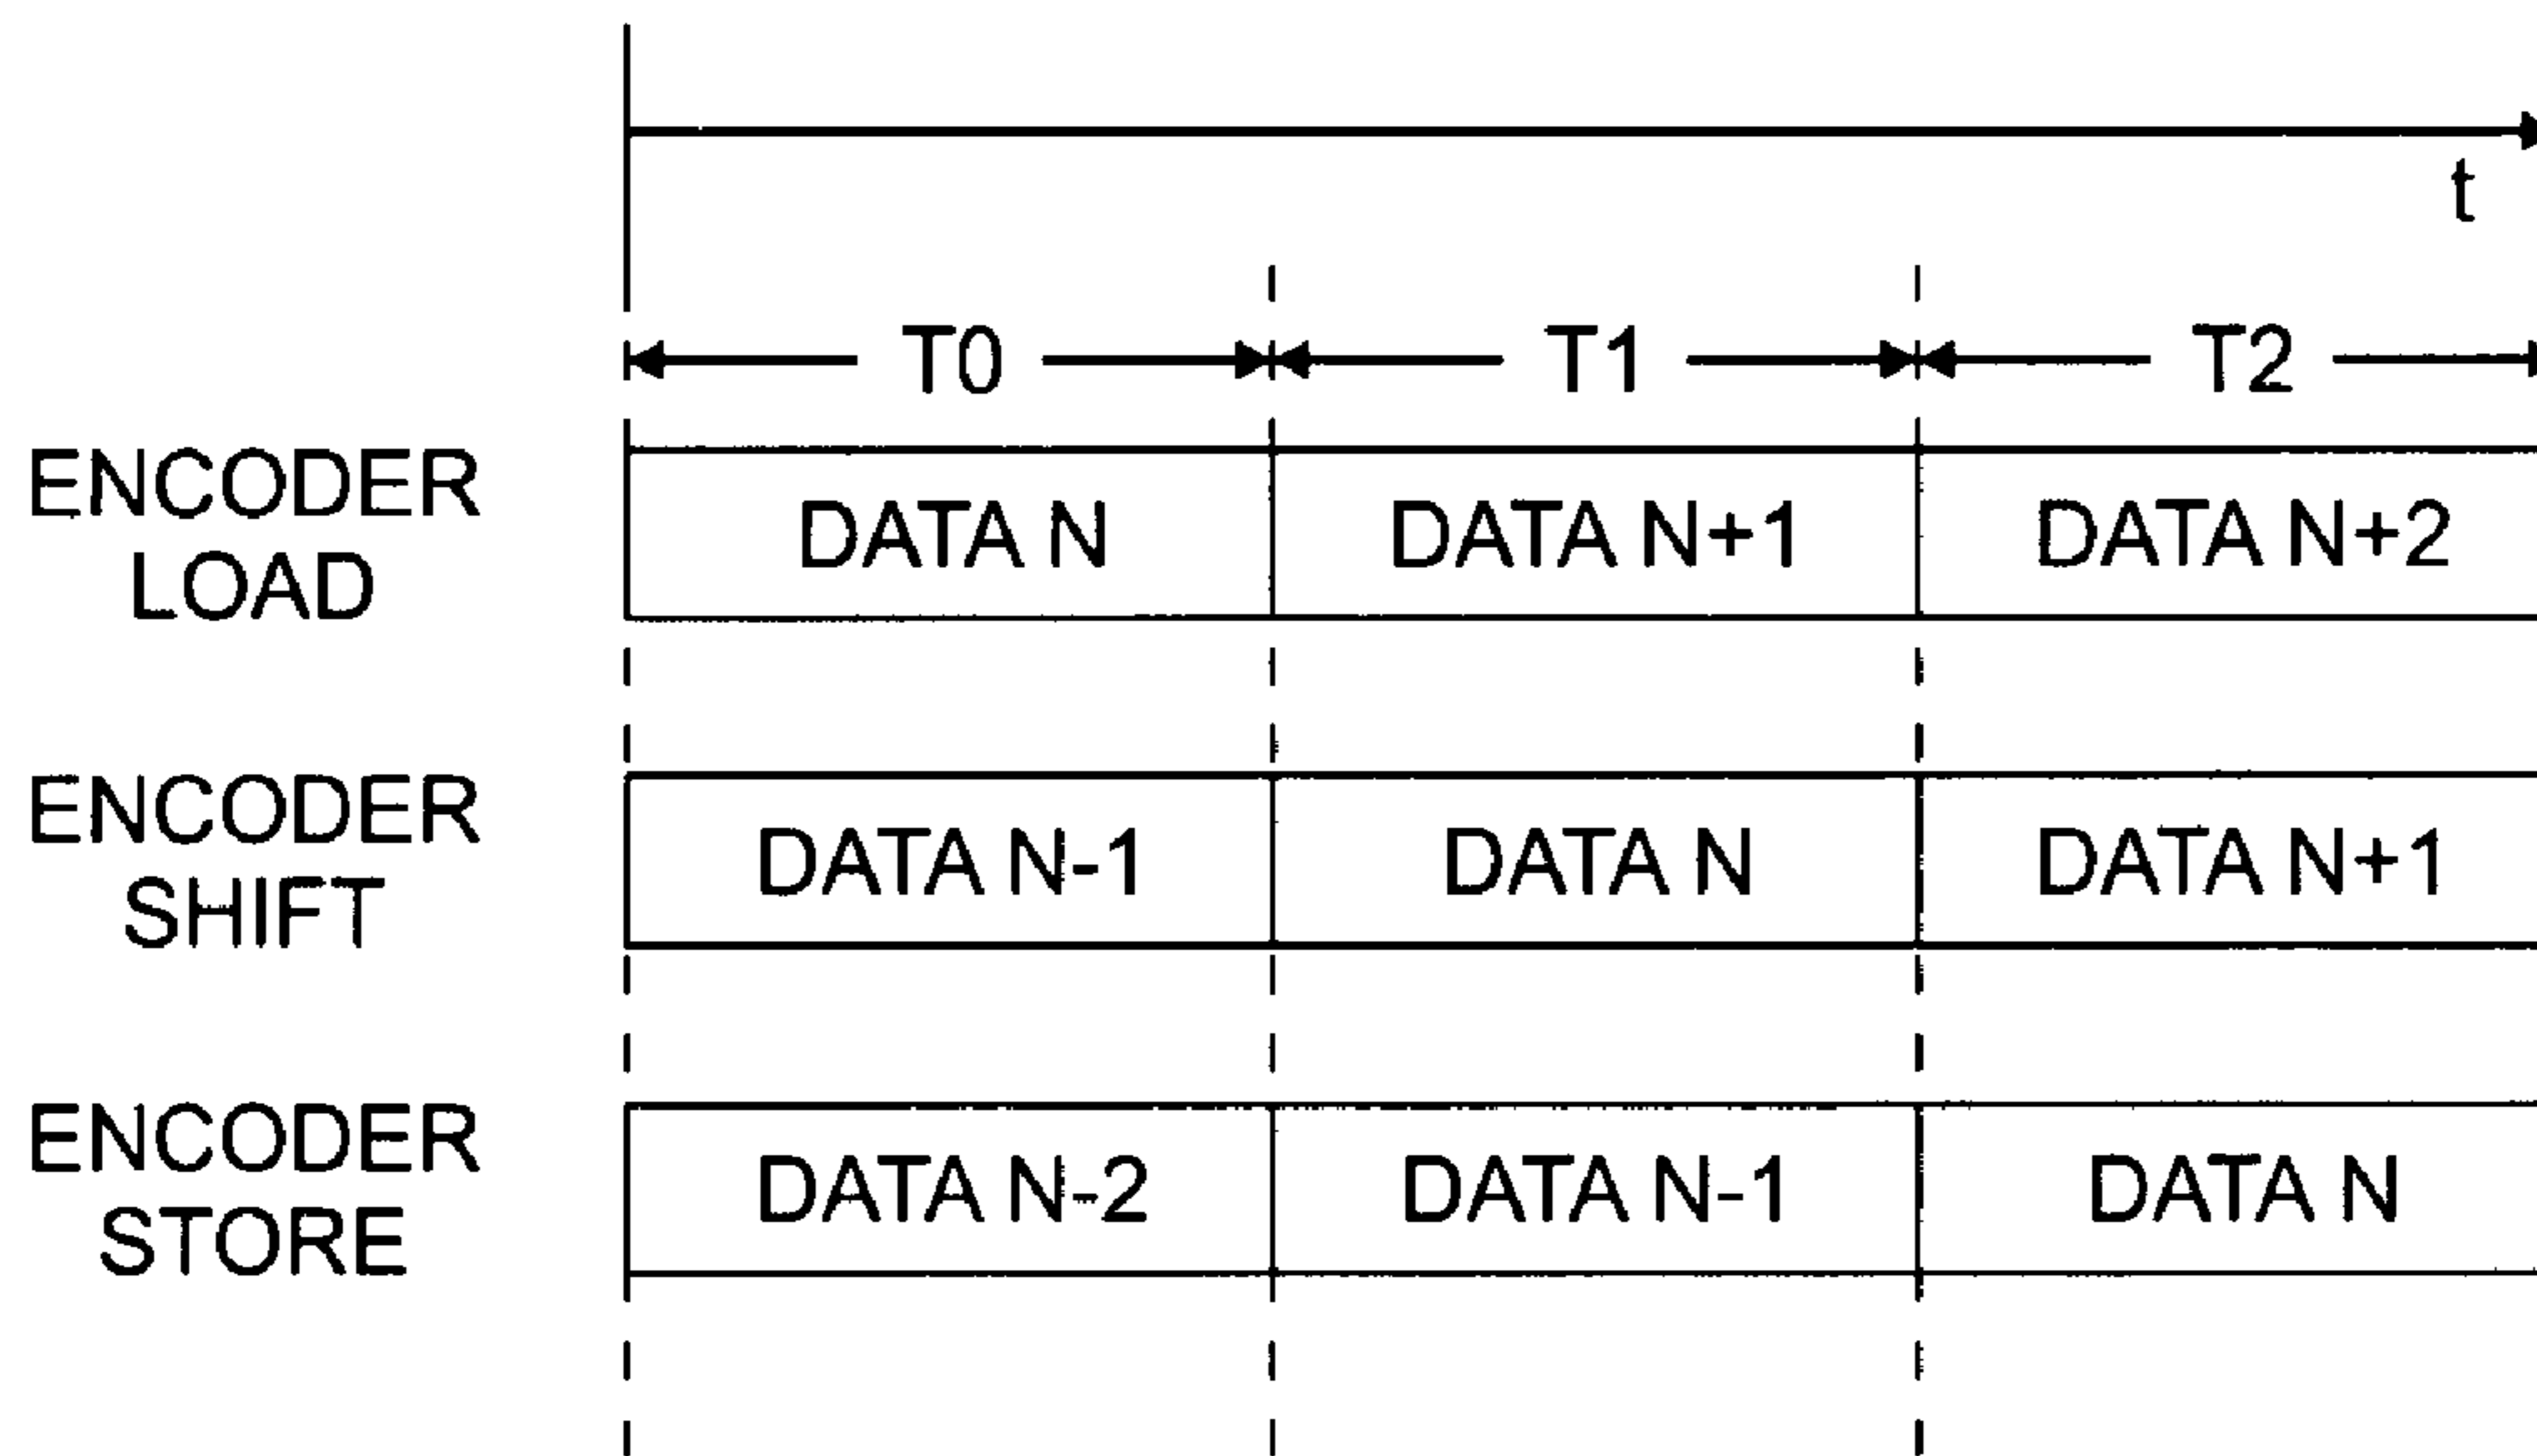 t
T0 T1 T2
ENCODER
LOAD
DATA N DATA N+1 DATA N+2
ENCODER
SHIFT
DATA N-1 DATA N DATA N+1
ENCODER
STORE
DATA N-2 DATA N-1 DATA N